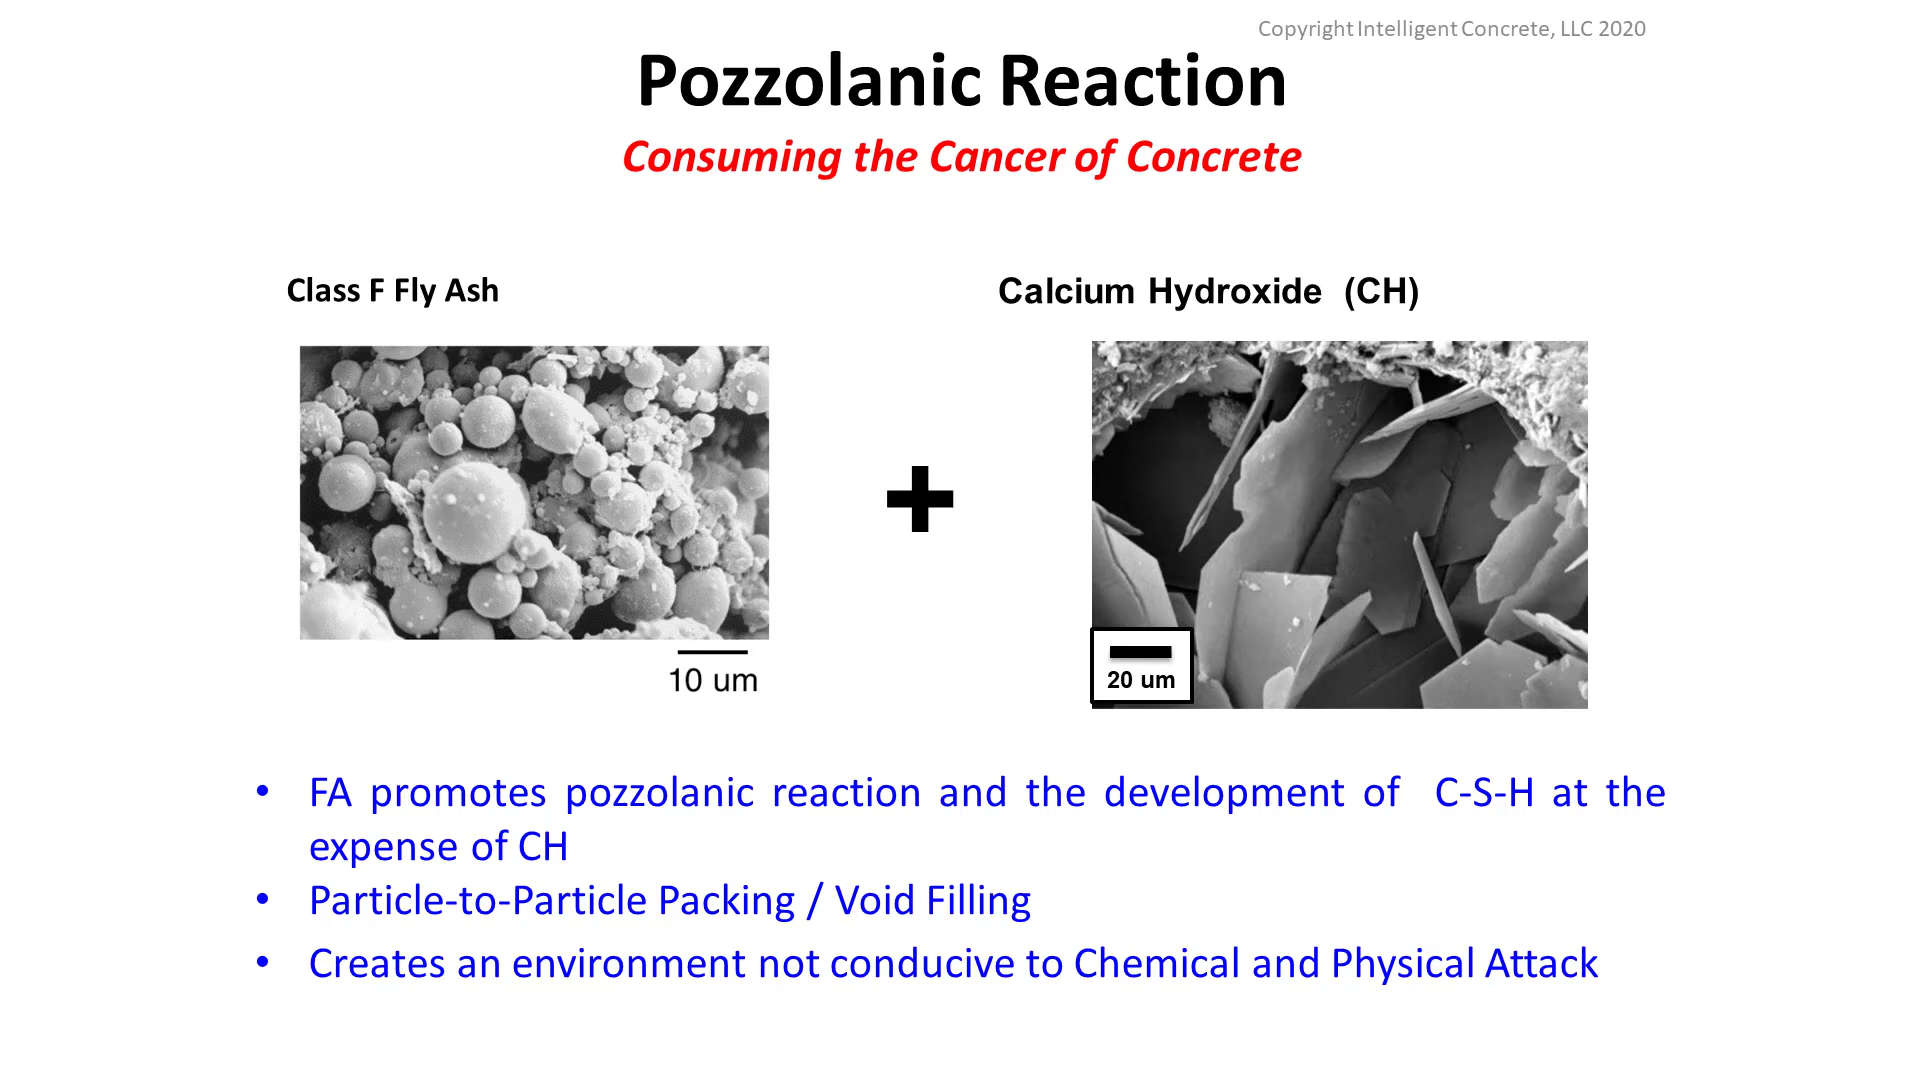 Copyright Intelligent Concrete, LLC 2020
Pozzolanic Reaction
Consuming the Cancer of Concrete
Class F Fly Ash
Calcium Hydroxide (CH)
+
10 um
20 um
• FA promotes pozzolanic reaction and the development of C-S-H at the
expense of CH
• Particle-to-Particle Packing / Void Filling
• Creates an environment not conducive to Chemical and Physical Attack